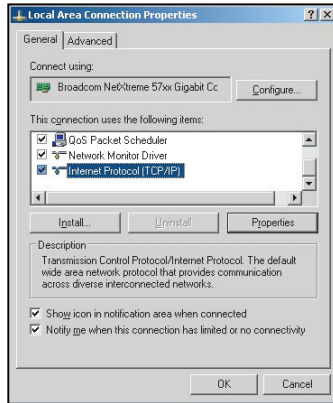 Local Area Connection Properties
General Advanced
Connect using:
Broadcom NetXtreme 57xx Gigabit Cc Configure...
This connection uses the following items:
QoS Packet Scheduler
Network Monitor Driver
Internet Protocol (TCP/IP)
Install... Uninstall Properties
Description
Transmission Control Protocol/Internet Protocol. The default
wide area network protocol that provides communication
across diverse interconnected networks.
Show icon in notification area when connected
Notify me when this connection has limited or no connectivity
OK Cancel